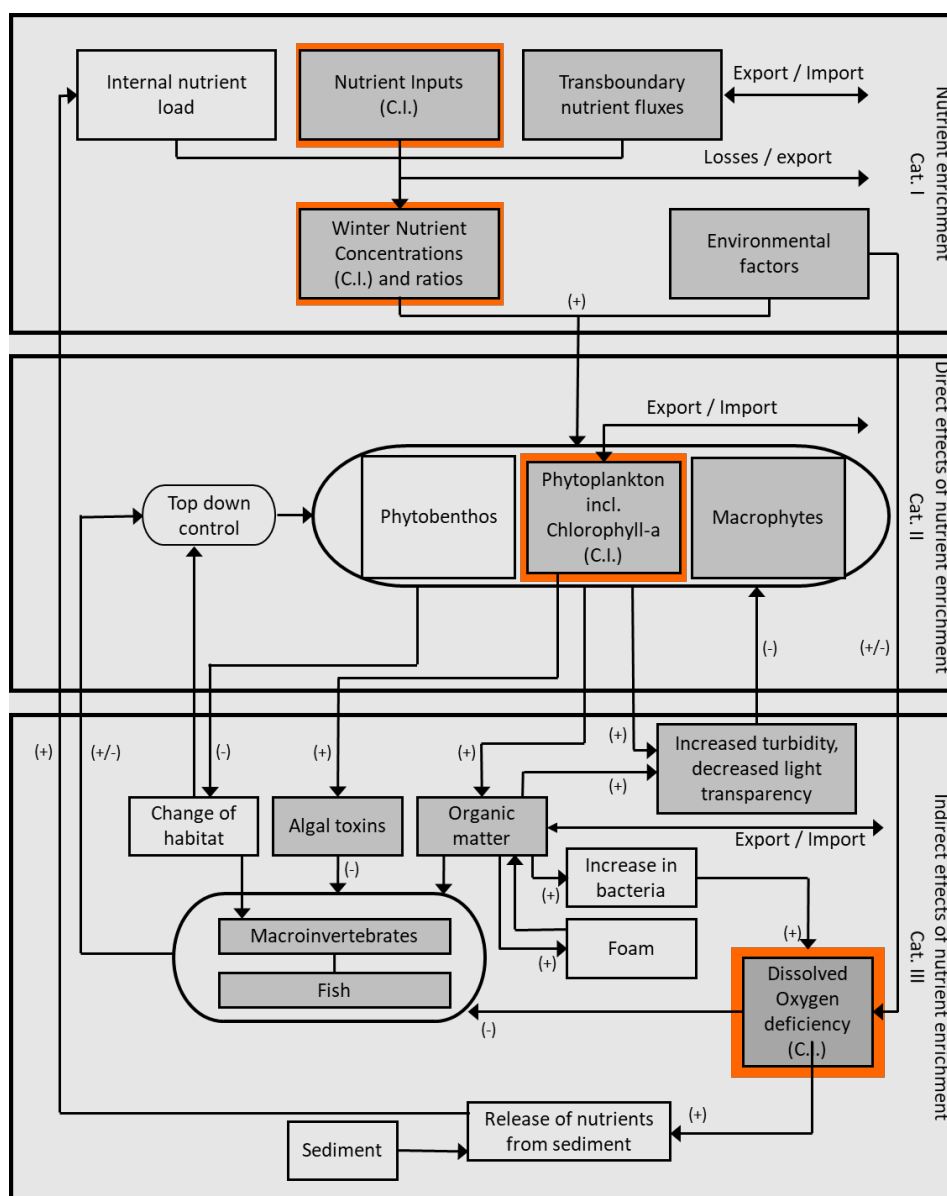 Internal nutrient
load
Nutrient Inputs
(C.I.)
Transboundary
nutrient fluxes
Export / Import
Losses / export
Winter Nutrient
Concentrations
(C.I.) and ratios
Environmental
factors
(+)
Nutrient enrichment
Cat. I
Export / Import
Top down
control
Phytobenthos
Phytoplankton
incl.
Chlorophyll-a
(C.I.)
Macrophytes
(-)
(+/-)
Direct effects of nutrient enrichment
Cat. II
(+)
(+/-)
(-)
(+)
(+)
(+)
(+)
Increased turbidity,
decreased light
transparency
Change of
habitat
Algal toxins
Organic
matter
Export / Import
(-)
(+)
Increase in
bacteria
(+)
Macroinvertebrates
Foam
(+)
Fish
Dissolved
Oxygen
deficiency
(C...)
(-)
Release of nutrients
from sediment
(+)
Sediment
Indirect effects of nutrient enrichment
Cat. III